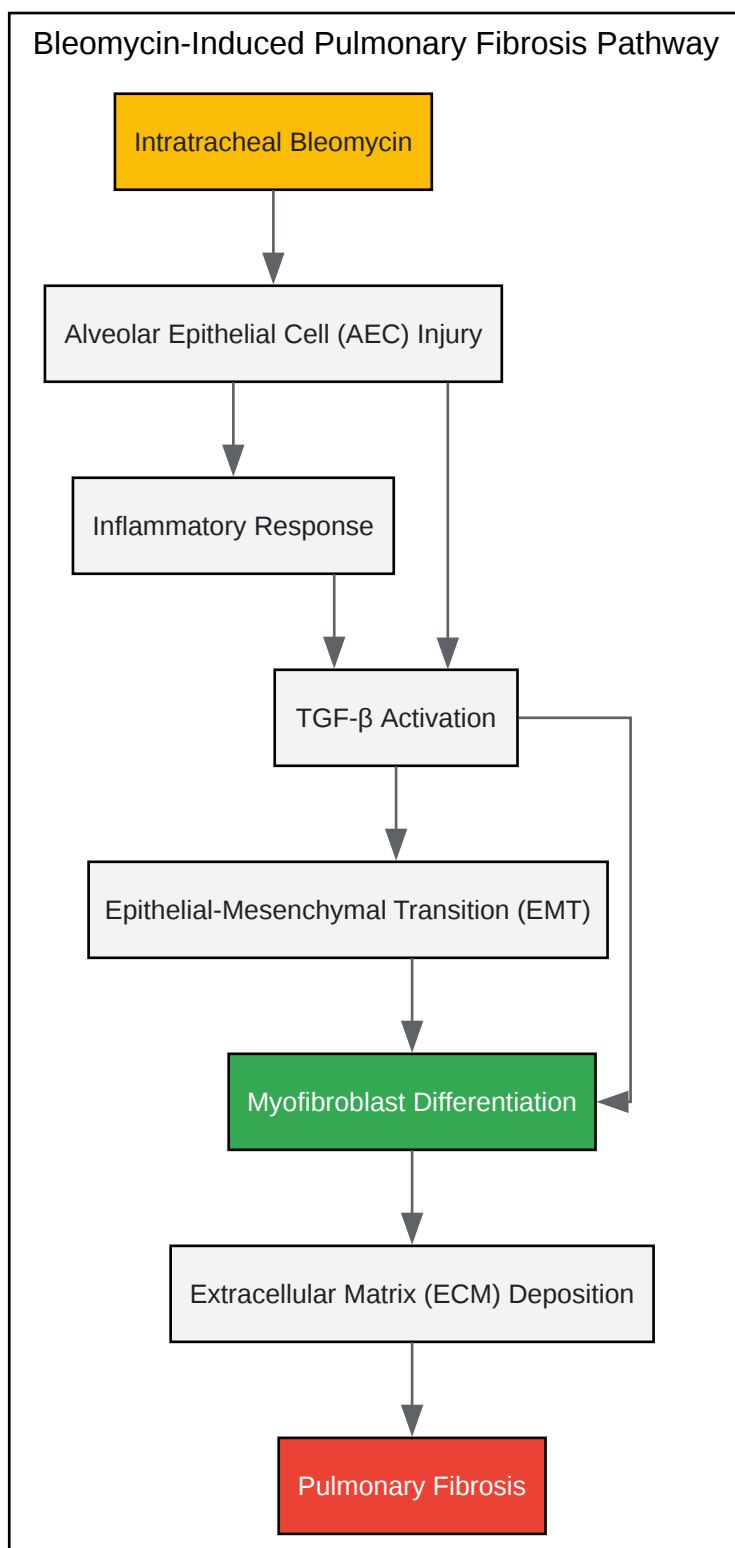 Bleomycin-Induced Pulmonary Fibrosis Pathway
Intratracheal Bleomycin
Alveolar Epithelial Cell (AEC) Injury
Inflammatory Response
TGF-β Activation
Epithelial-Mesenchymal Transition (EMT)
Myofibroblast Differentiation
Extracellular Matrix (ECM) Deposition
Pulmonary Fibrosis